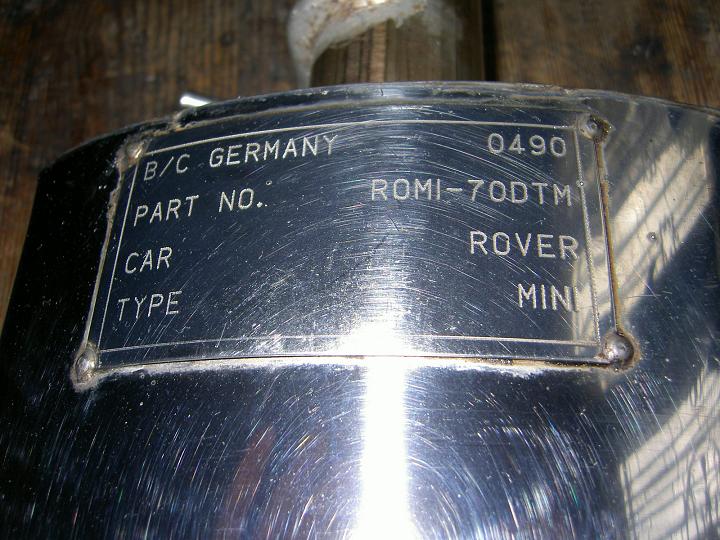 B/C GERMANY 0490
PART NO. ROMI-70DTM
CAR ROVER
TYPE MINI